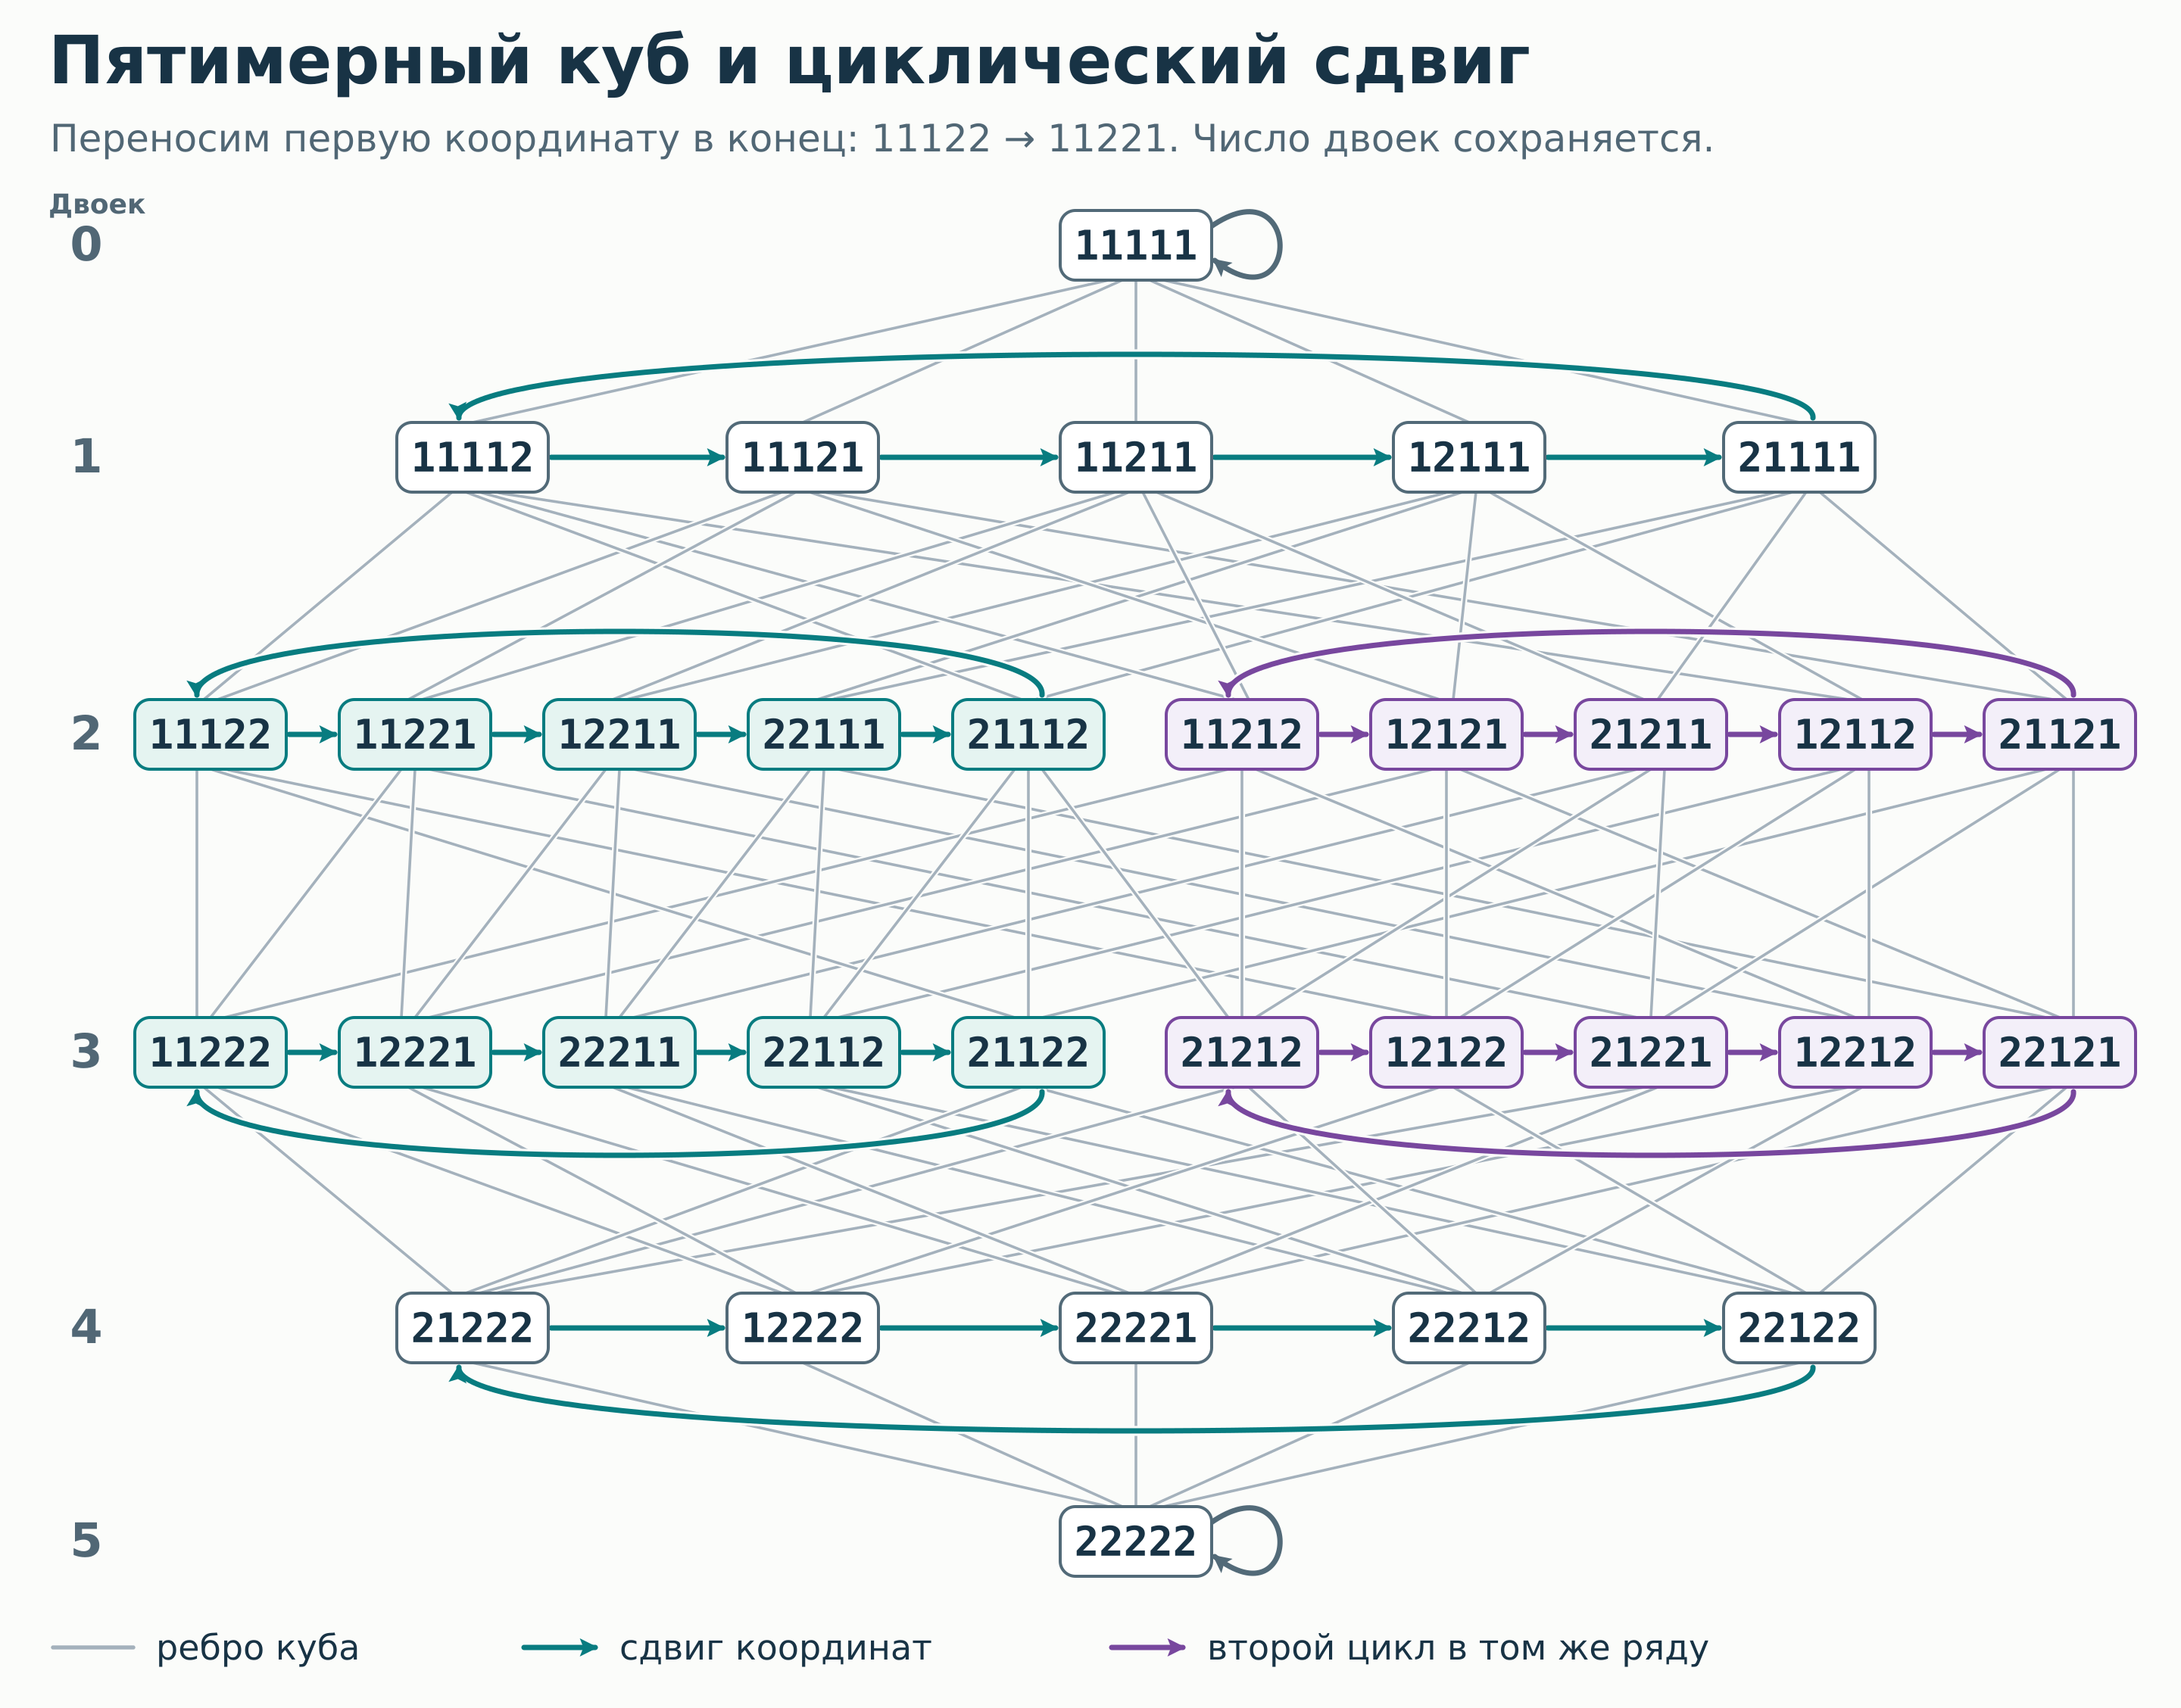 Пятимерный куб и циклический сдвиг
Переносим первую координату в конец: 11122 → 11221. Число двоек сохраняется.
Двоек
0
11111
1
11112 11121 11211 12111 21111
2
11122 11221 12211 22111 21112 11212 12121 21211 12112 21121
3
11222 12221 22211 22112 21122 21212 12122 21221 12212 22121
4
21222 12222 22221 22212 22122
5
22222
ребро куба
сдвиг координат
второй цикл в том же ряду